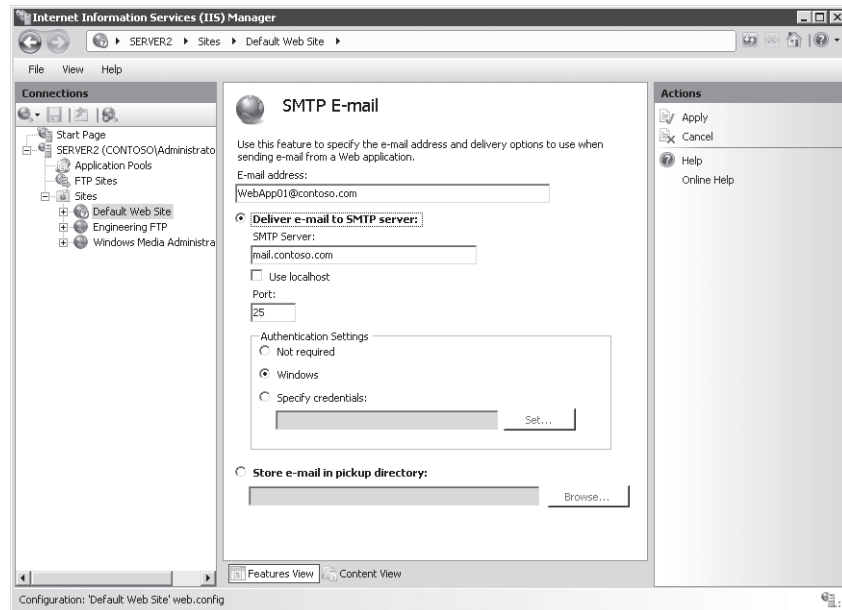 Internet Information Services (IIS) Manager
SERVER2 Sites Default Web Site
File View Help
Connections
Start Page
SERVER2 (CONTOSO\Administrato
Application Pools
FTP Sites
Sites
Default Web Site
Engineering FTP
Windows Media Administra
SMTP E-mail
Use this feature to specify the e-mail address and delivery options to use when
sending e-mail from a Web application.
E-mail address:
WebApp01@contoso.com
Deliver e-mail to SMTP server:
SMTP Server:
mail.contoso.com
Use localhost
Port:
25
Authentication Settings
Not required
Windows
Specify credentials:
Set...
Store e-mail in pickup directory:
Browse...
Features View Content View
Actions
Apply
Cancel
Help
Online Help
Configuration: 'Default Web Site' web.config